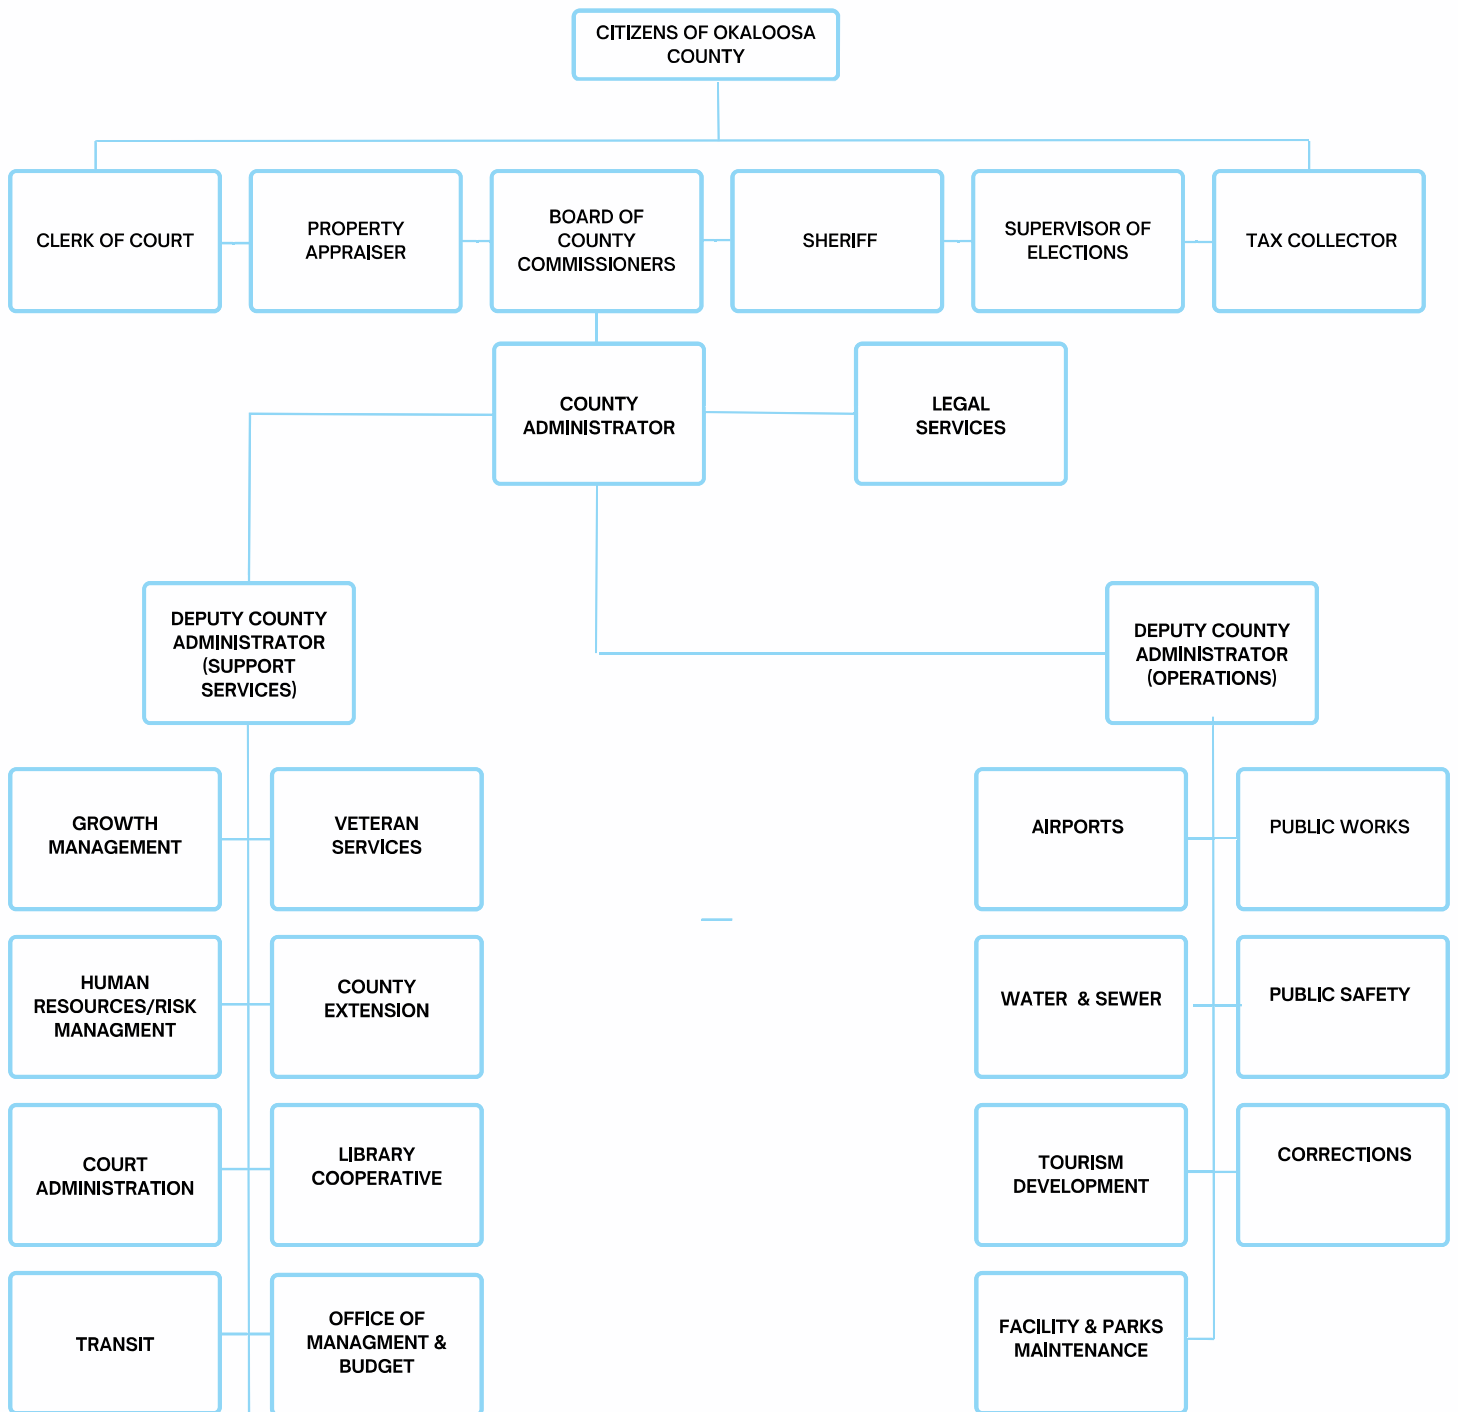 CITIZENS OF OKALOOSA
COUNTY
CLERK OF COURT
PROPERTY
APPRAISER
BOARD OF
COUNTY
COMMISSIONERS
SHERIFF
SUPERVISOR OF
ELECTIONS
TAX COLLECTOR
COUNTY
ADMINISTRATOR
LEGAL
SERVICES
DEPUTY COUNTY
ADMINISTRATOR
(SUPPORT
SERVICES)
DEPUTY COUNTY
ADMINISTRATOR
(OPERATIONS)
GROWTH
MANAGEMENT
VETERAN
SERVICES
AIRPORTS
PUBLIC WORKS
HUMAN
RESOURCES/RISK
MANAGMENT
COUNTY
EXTENSION
WATER & SEWER
PUBLIC SAFETY
COURT
ADMINISTRATION
LIBRARY
COOPERATIVE
TOURISM
DEVELOPMENT
CORRECTIONS
TRANSIT
OFFICE OF
MANAGMENT &
BUDGET
FACILITY & PARKS
MAINTENANCE